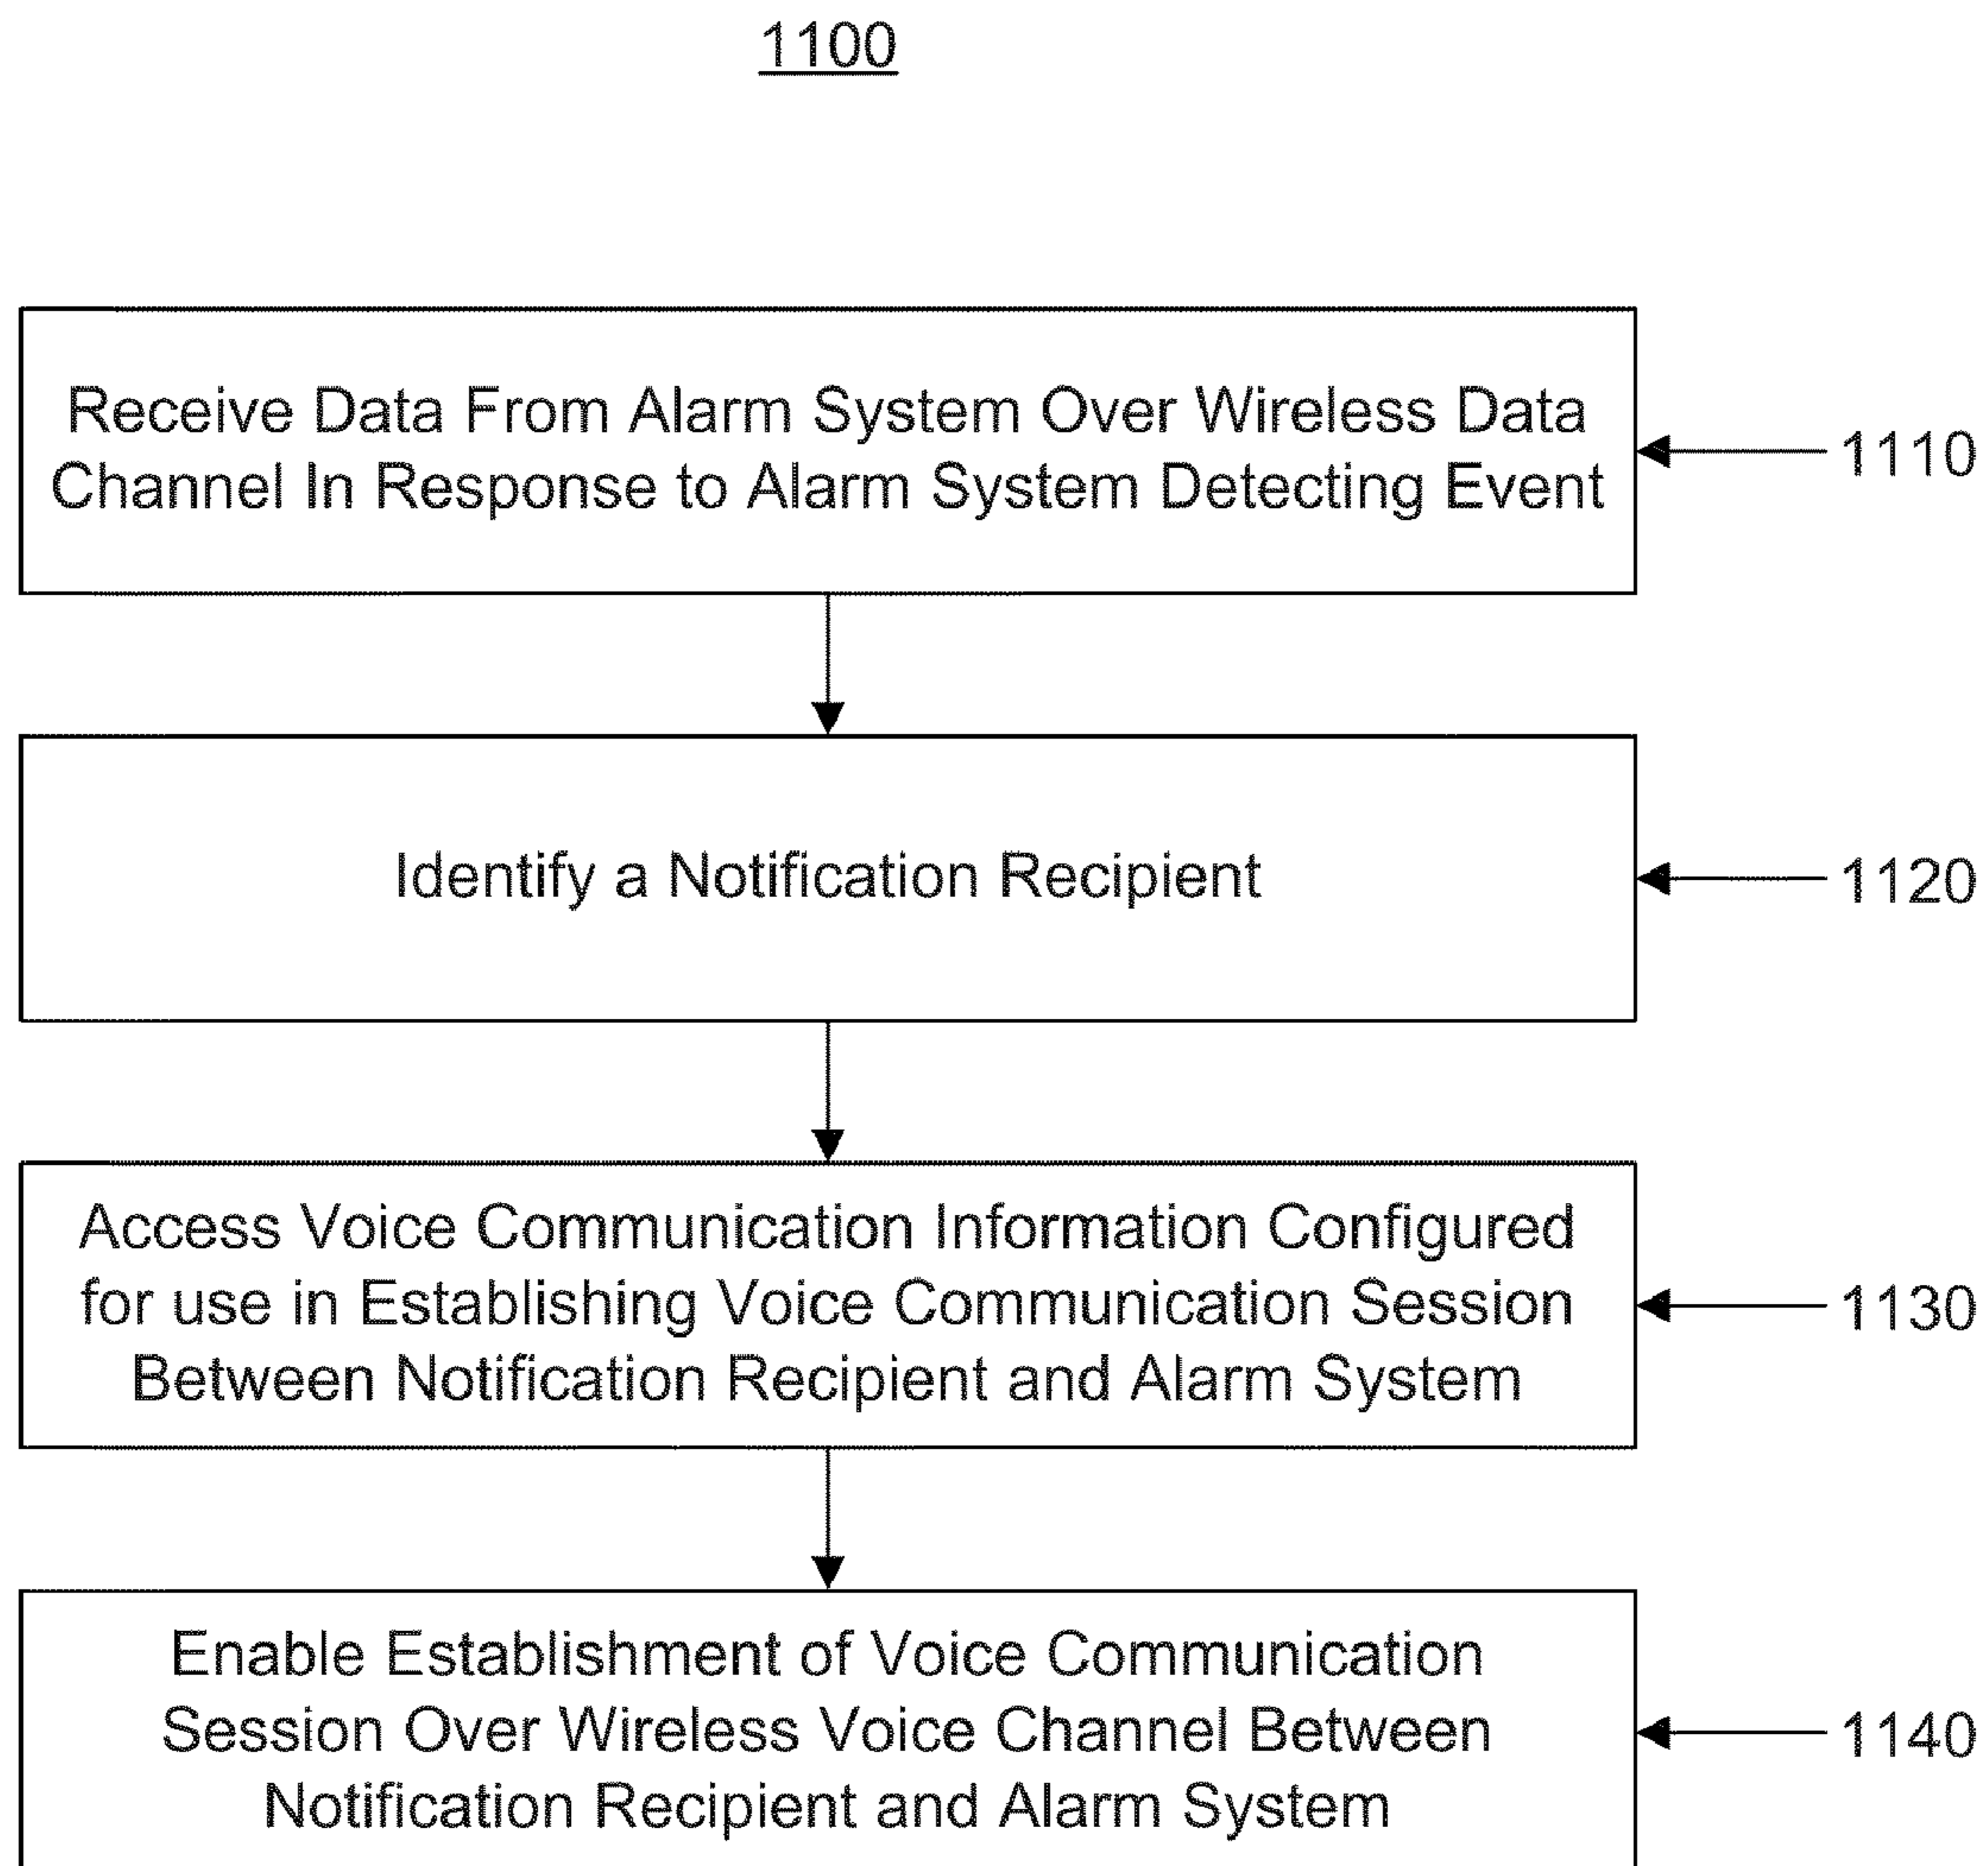 1100
Receive Data From Alarm System Over Wireless Data
Channel In Response to Alarm System Detecting Event
1110
Identify a Notification Recipient
1120
Access Voice Communication Information Configured
for use in Establishing Voice Communication Session
Between Notification Recipient and Alarm System
1130
Enable Establishment of Voice Communication
Session Over Wireless Voice Channel Between
Notification Recipient and Alarm System
1140